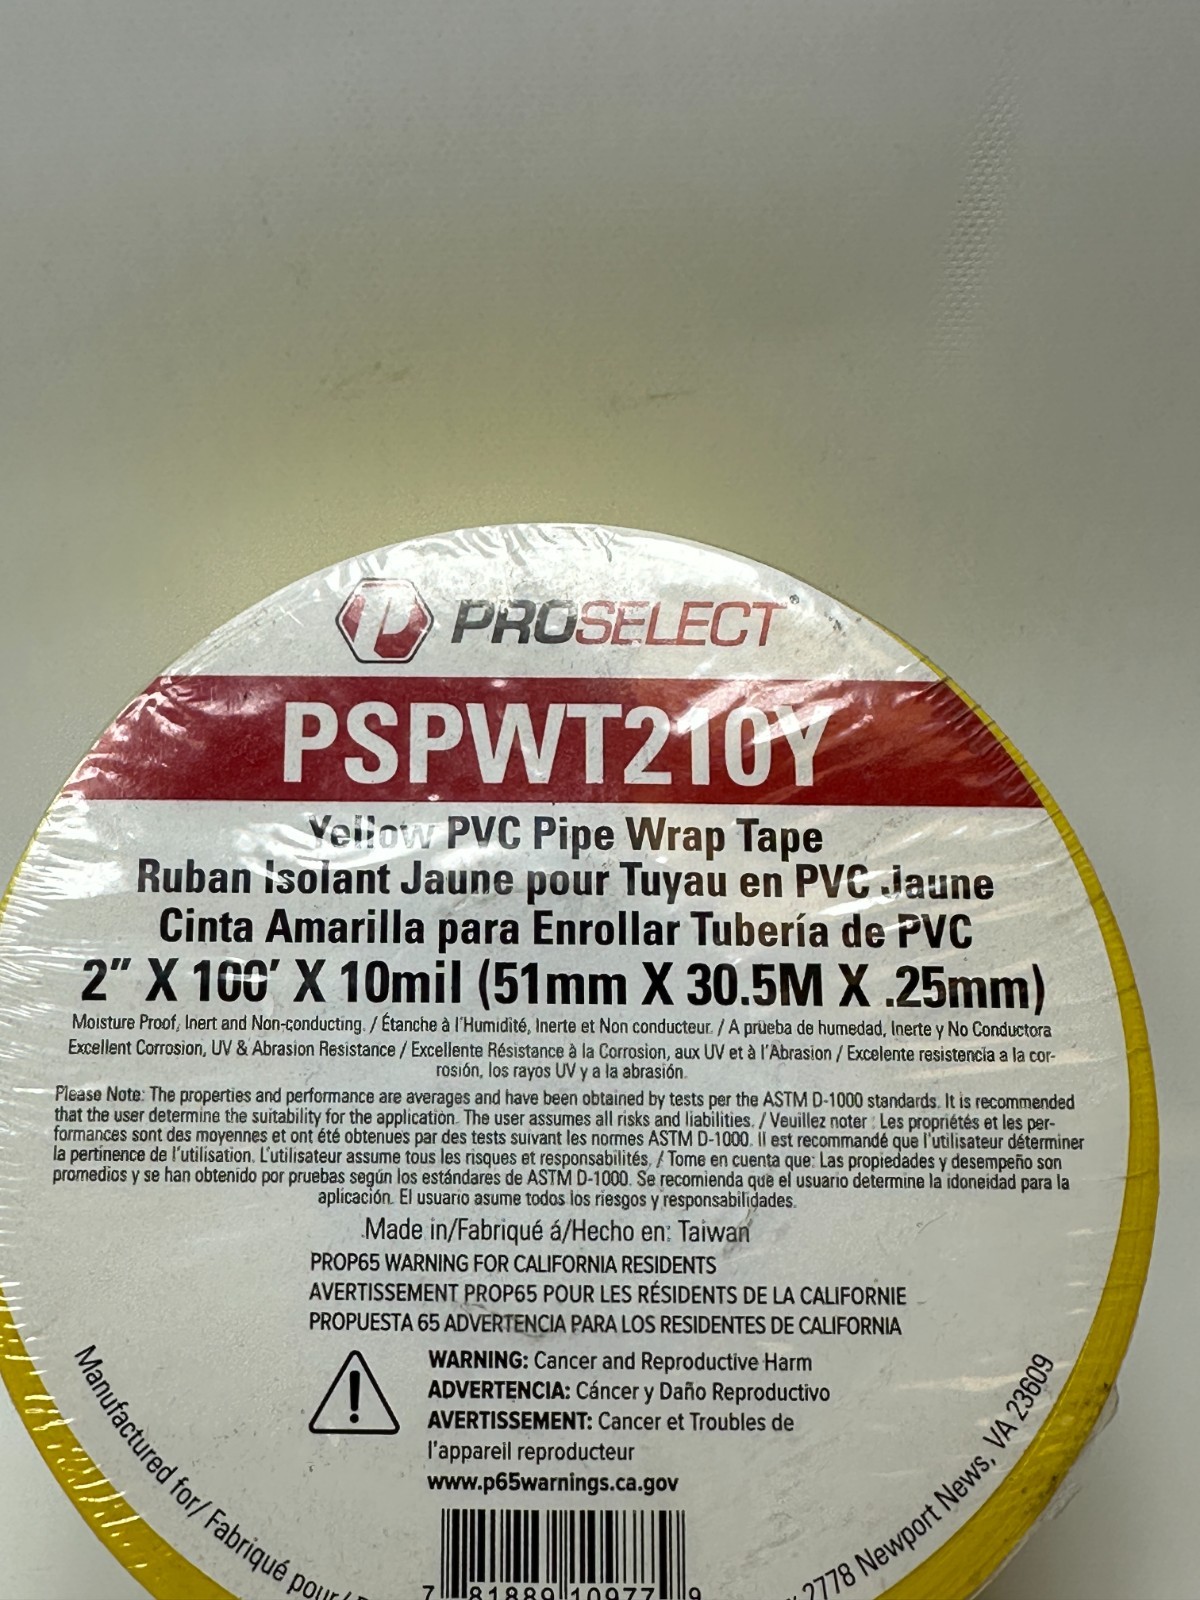 PROSELECT®
PSPWT210Y
Yellow PVC Pipe Wrap Tape
Ruban Isolant Jaune pour Tuyau en PVC Jaune
Cinta Amarilla para Enrollar Tubería de PVC
2" X 100' X 10mil (51mm X 30.5M X .25mm)
Moisture Proof, Inert and Non-conducting. / Étanche à l'Humidité, Inerte et Non conducteur. / A prueba de humedad, Inerte y No Conductora
Excellent Corrosion, UV & Abrasion Resistance / Excellente Résistance à la Corrosion, aux UV et à l'Abrasion / Excelente resistencia a la cor-
rosión, los rayos UV y a la abrasión.
Please Note: The properties and performance are averages and have been obtained by tests per the ASTM D-1000 standards. It is recommended
that the user determine the suitability for the application. The user assumes all risks and liabilities. / Veuillez noter : Les propriétés et les per-
formances sont des moyennes et ont été obtenues par des tests suivant les normes ASTM D-1000. Il est recommandé que l'utilisateur déterminer
la pertinence de l'utilisation. L'utilisateur assume tous les risques et responsabilités. / Tome en cuenta que: Las propiedades y desempeño son
promedios y se han obtenido por pruebas según los estándares de ASTM D-1000. Se recomienda que el usuario determine la idoneidad para la
aplicación. El usuario asume todos los riesgos y responsabilidades.
Made in/Fabriqué á/Hecho en: Taiwan
PROP65 WARNING FOR CALIFORNIA RESIDENTS
AVERTISSEMENT PROP65 POUR LES RÉSIDENTS DE LA CALIFORNIE
PROPUESTA 65 ADVERTENCIA PARA LOS RESIDENTES DE CALIFORNIA
WARNING: Cancer and Reproductive Harm
ADVERTENCIA: Cáncer y Daño Reproductivo
AVERTISSEMENT: Cancer et Troubles de
l'appareil reproducteur
www.p65warnings.ca.gov
Manufactured for/ Fabriqué pour/
2778 Newport News, VA 23609
7 81889 10977 9